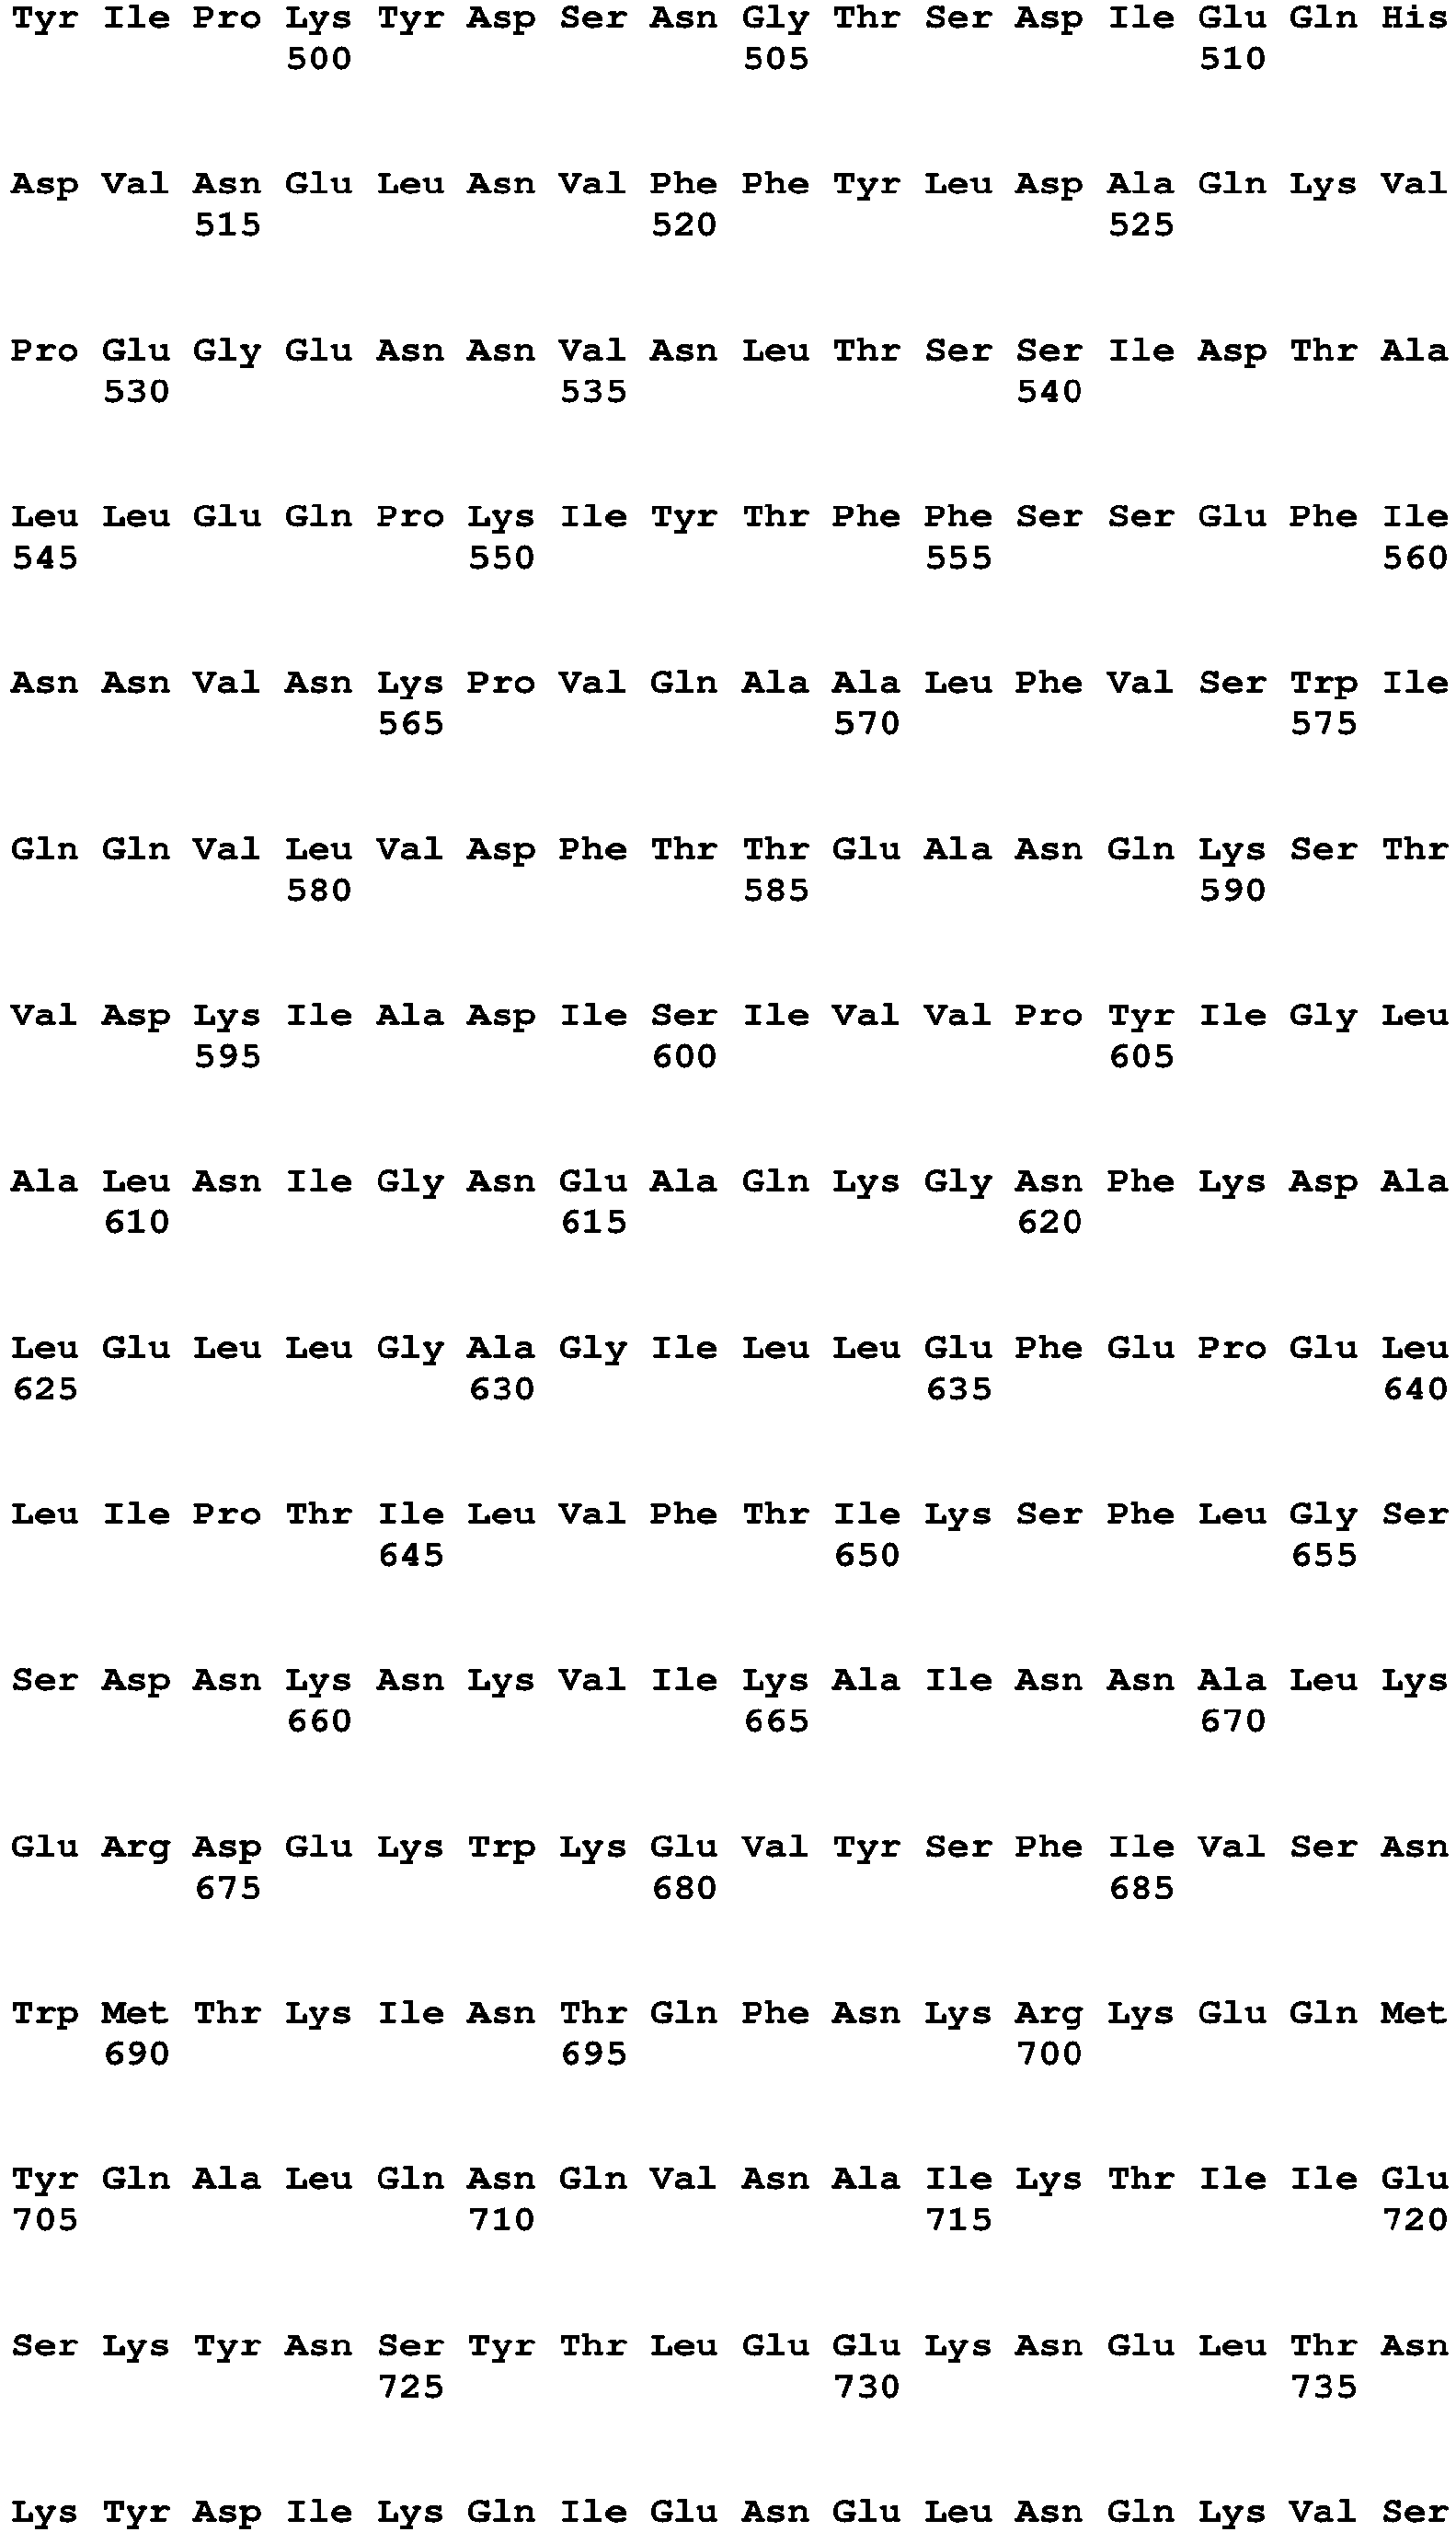 Tyr Ile Pro Lys Tyr Asp Ser Asn Gly Thr Ser Asp Ile Glu Gln His
500 505 510
Asp Val Asn Glu Leu Asn Val Phe Phe Tyr Leu Asp Ala Gln Lys Val
515 520 525
Pro Glu Gly Glu Asn Asn Val Asn Leu Thr Ser Ser Ile Asp Thr Ala
530 535 540
Leu Leu Glu Gln Pro Lys Ile Tyr Thr Phe Phe Ser Ser Glu Phe Ile
545 550 555 560
Asn Asn Val Asn Lys Pro Val Gln Ala Ala Leu Phe Val Ser Trp Ile
565 570 575
Gln Gln Val Leu Val Asp Phe Thr Thr Glu Ala Asn Gln Lys Ser Thr
580 585 590
Val Asp Lys Ile Ala Asp Ile Ser Ile Val Val Pro Tyr Ile Gly Leu
595 600 605
Ala Leu Asn Ile Gly Asn Glu Ala Gln Lys Gly Asn Phe Lys Asp Ala
610 615 620
Leu Glu Leu Leu Gly Ala Gly Ile Leu Leu Glu Phe Glu Pro Glu Leu
625 630 635 640
Leu Ile Pro Thr Ile Leu Val Phe Thr Ile Lys Ser Phe Leu Gly Ser
645 650 655
Ser Asp Asn Lys Asn Lys Val Ile Lys Ala Ile Asn Asn Ala Leu Lys
660 665 670
Glu Arg Asp Glu Lys Trp Lys Glu Val Tyr Ser Phe Ile Val Ser Asn
675 680 685
Trp Met Thr Lys Ile Asn Thr Gln Phe Asn Lys Arg Lys Glu Gln Met
690 695 700
Tyr Gln Ala Leu Gln Asn Gln Val Asn Ala Ile Lys Thr Ile Ile Glu
705 710 715 720
Ser Lys Tyr Asn Ser Tyr Thr Leu Glu Glu Lys Asn Glu Leu Thr Asn
725 730 735
Lys Tyr Asp Ile Lys Gln Ile Glu Asn Glu Leu Asn Gln Lys Val Ser